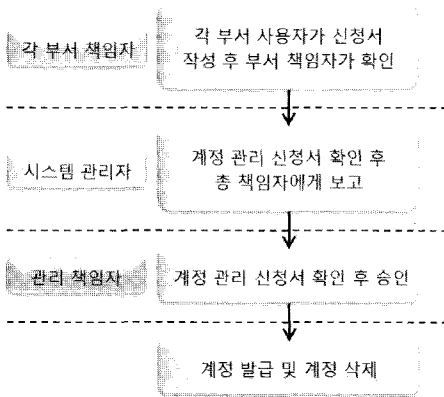 각 부서 책임자
각 부서 사용자가 신청서
작성 후 부서 책임자가 확인
시스템 관리자
계정 관리 신청서 확인 후
총 책임자에게 보고
관리 책임자
계정 관리 신청서 확인 후 승인
계정 발급 및 계정 삭제